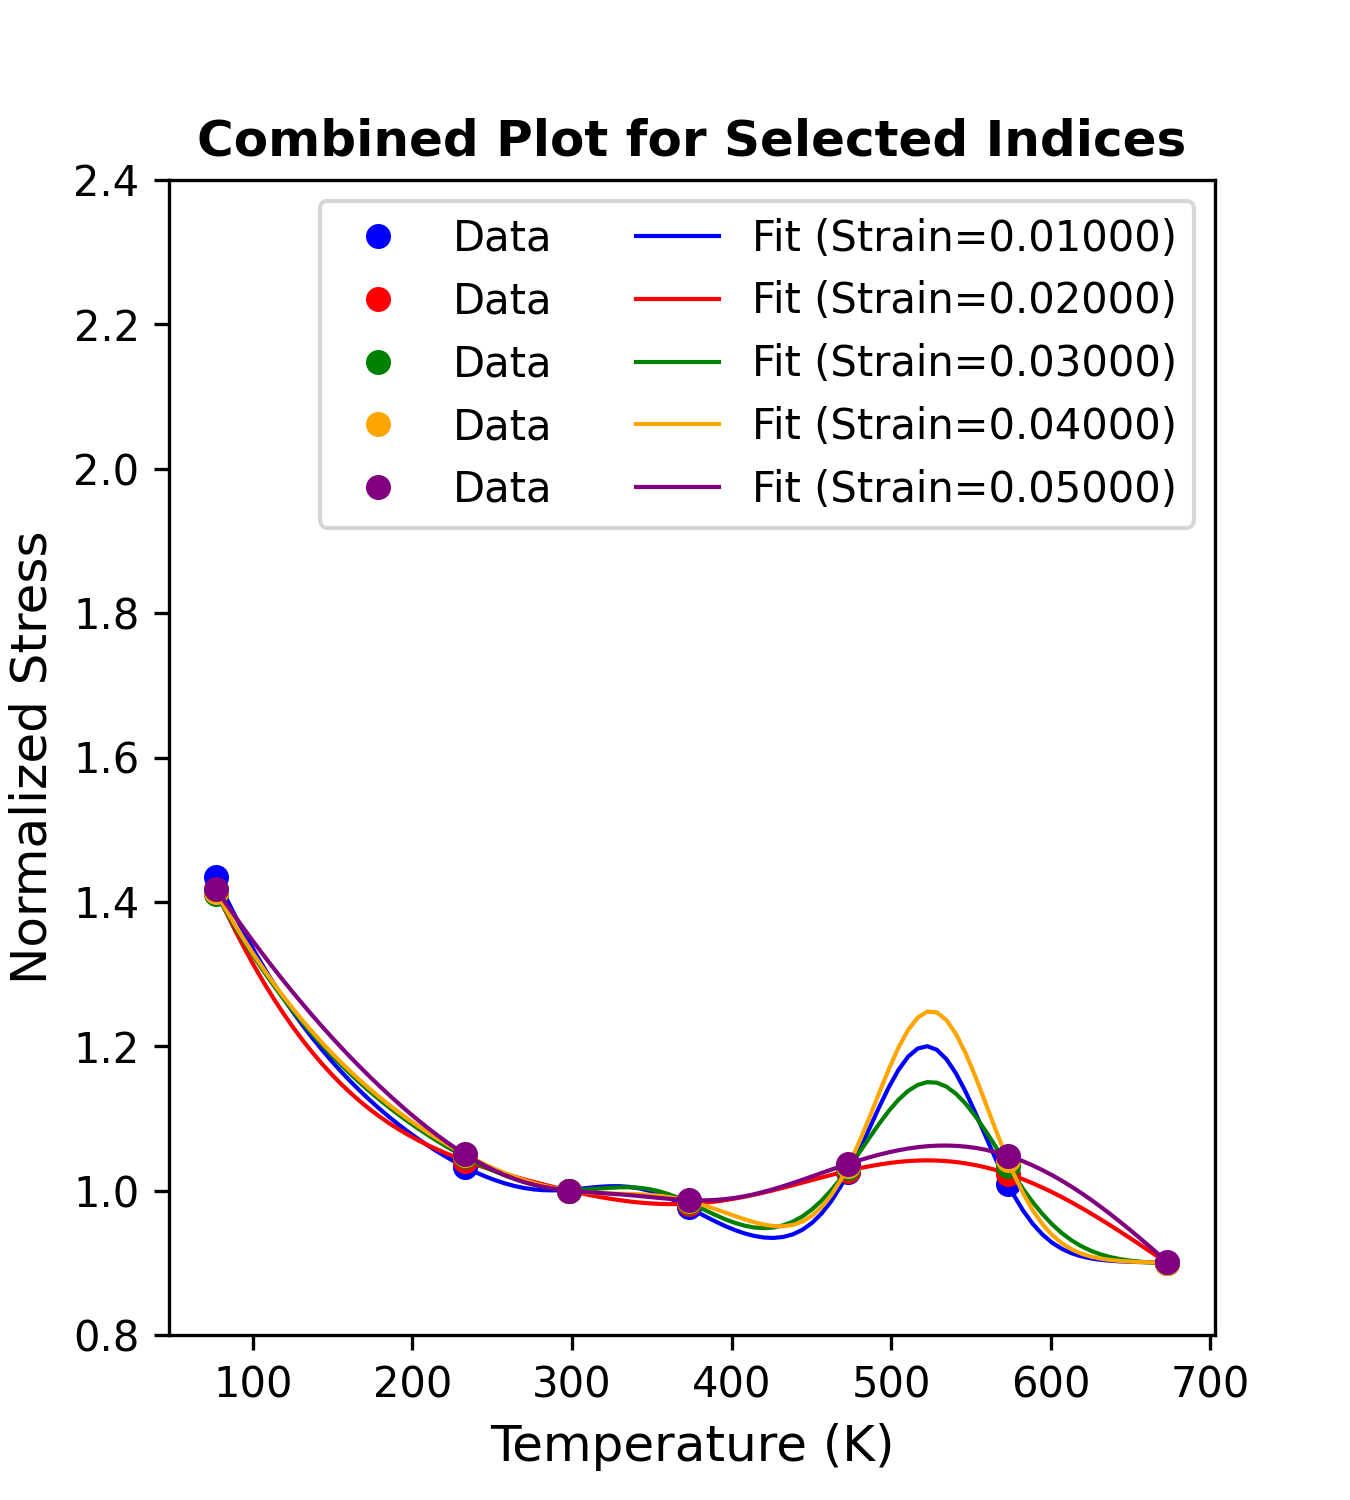 Combined Plot for Selected Indices
2.4
2.2
2.0
1.8
1.6
1.4
1.2
1.0
0.8
Normalized Stress
Data
Data
Data
Data
Data
Fit (Strain=0.01000)
Fit (Strain=0.02000)
Fit (Strain=0.03000)
Fit (Strain=0.04000)
Fit (Strain=0.05000)
100 200 300 400 500 600 700
Temperature (K)